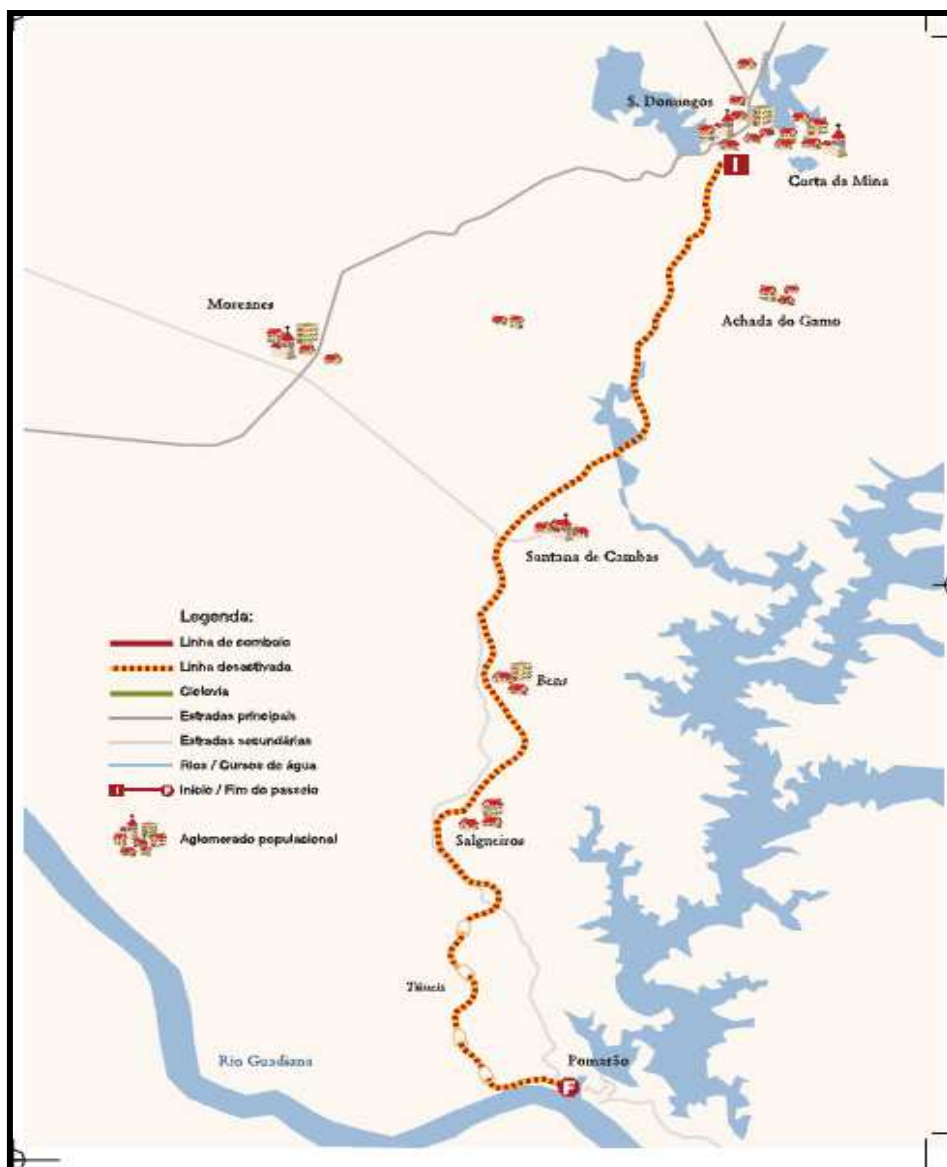 S. Domingos
I
Corta da Mina
Moreanes
Achada do Gamo
Santana de Cambas
Legenda:
Linha de comboio
Linha desactivada
Ciclovia
Estradas principais
Estradas secundárias
Rios / Cursos de água
I F Início / Fim do passeio
Aglomerado populacional
Bens
Salgueiros
Túneis
Rio Guadiana
Pomarão
F